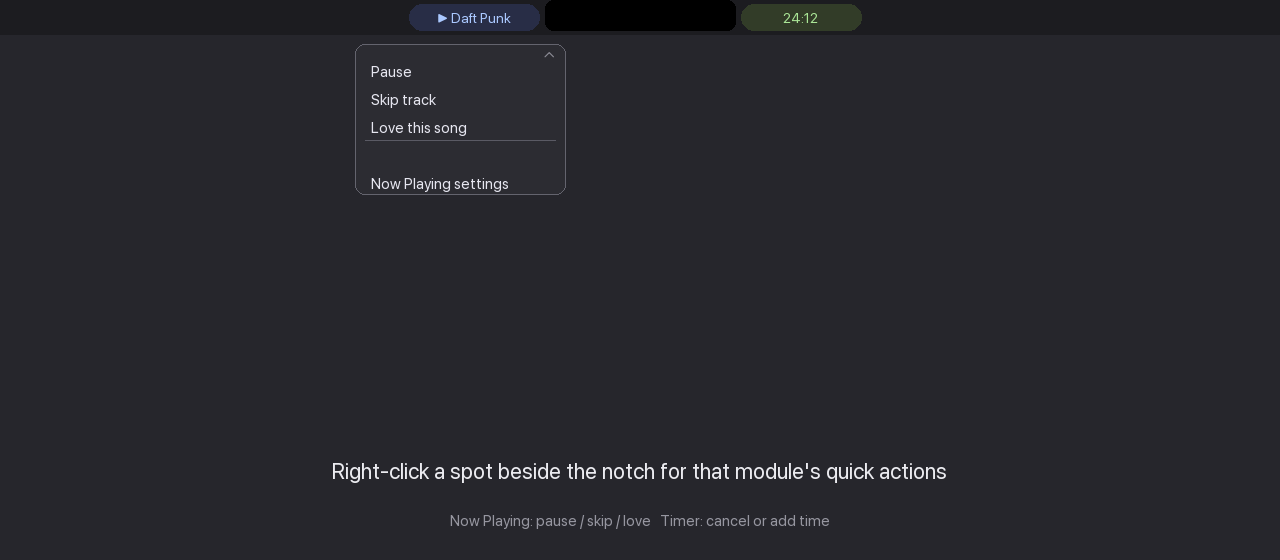 Daft Punk
24:12
Pause
Skip track
Love this song
Now Playing settings
Right-click a spot beside the notch for that module's quick actions
Now Playing: pause / skip / love   Timer: cancel or add time